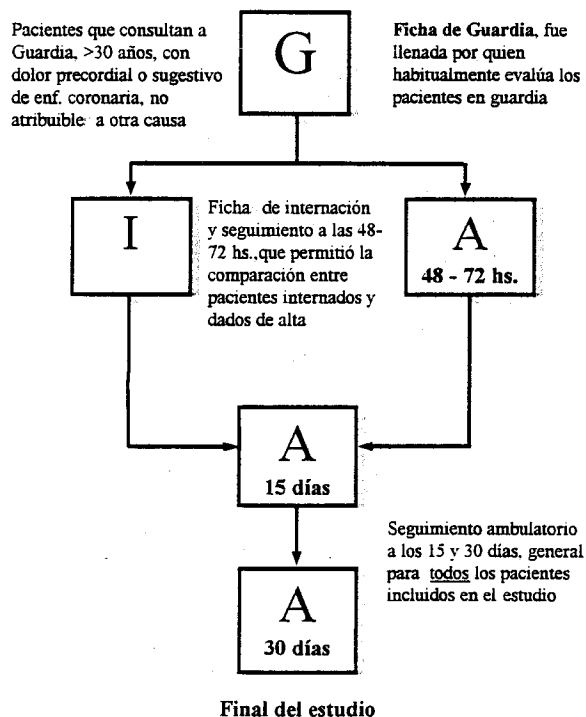 Pacientes que consultan a
Guardia, >30 años, con
dolor precordial o sugestivo
de enf. coronaria, no
atribuible a otra causa
G
Ficha de Guardia, fue
llenada por quien
habitualmente evalúa los
pacientes en guardia
I
Ficha de internación
y seguimiento a las 48-
72 hs.,que permitió la
comparación entre
pacientes internados y
dados de alta
A
48 - 72 hs.
A
15 días
Seguimiento ambulatorio
a los 15 y 30 días, general
para todos los pacientes
incluidos en el estudio
A
30 días
Final del estudio